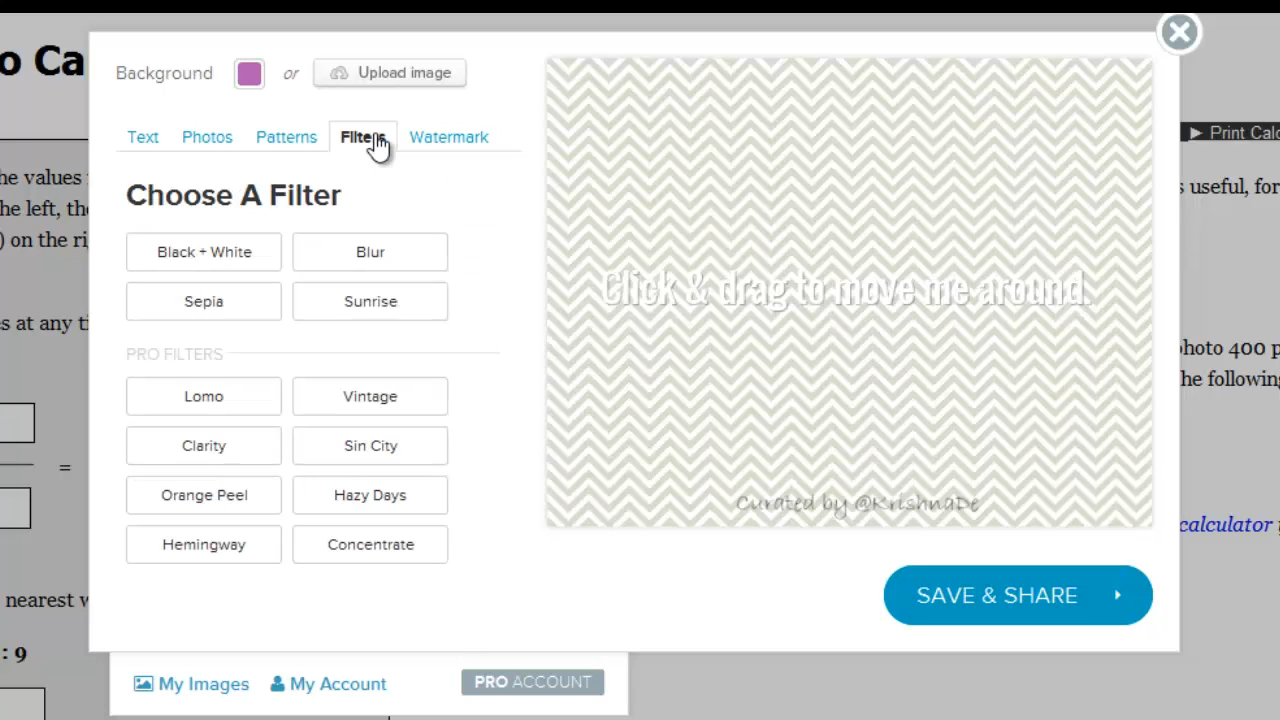 o Ca
Background or Upload image
Text Photos Patterns Filters Watermark
Choose A Filter
Black + White Blur
Sepia Sunrise
PRO FILTERS
Lomo Vintage
Clarity Sin City
Orange Peel Hazy Days
Hemingway Concentrate
Click & drag to move me around.
Curated by @KrishnaDe
SAVE & SHARE
My Images My Account PRO ACCOUNT
he values
he left, the
) on the ri
s at any ti
=
nearest w
: 9
Print Calc
s useful, for
photo 400 p
he following
calculator